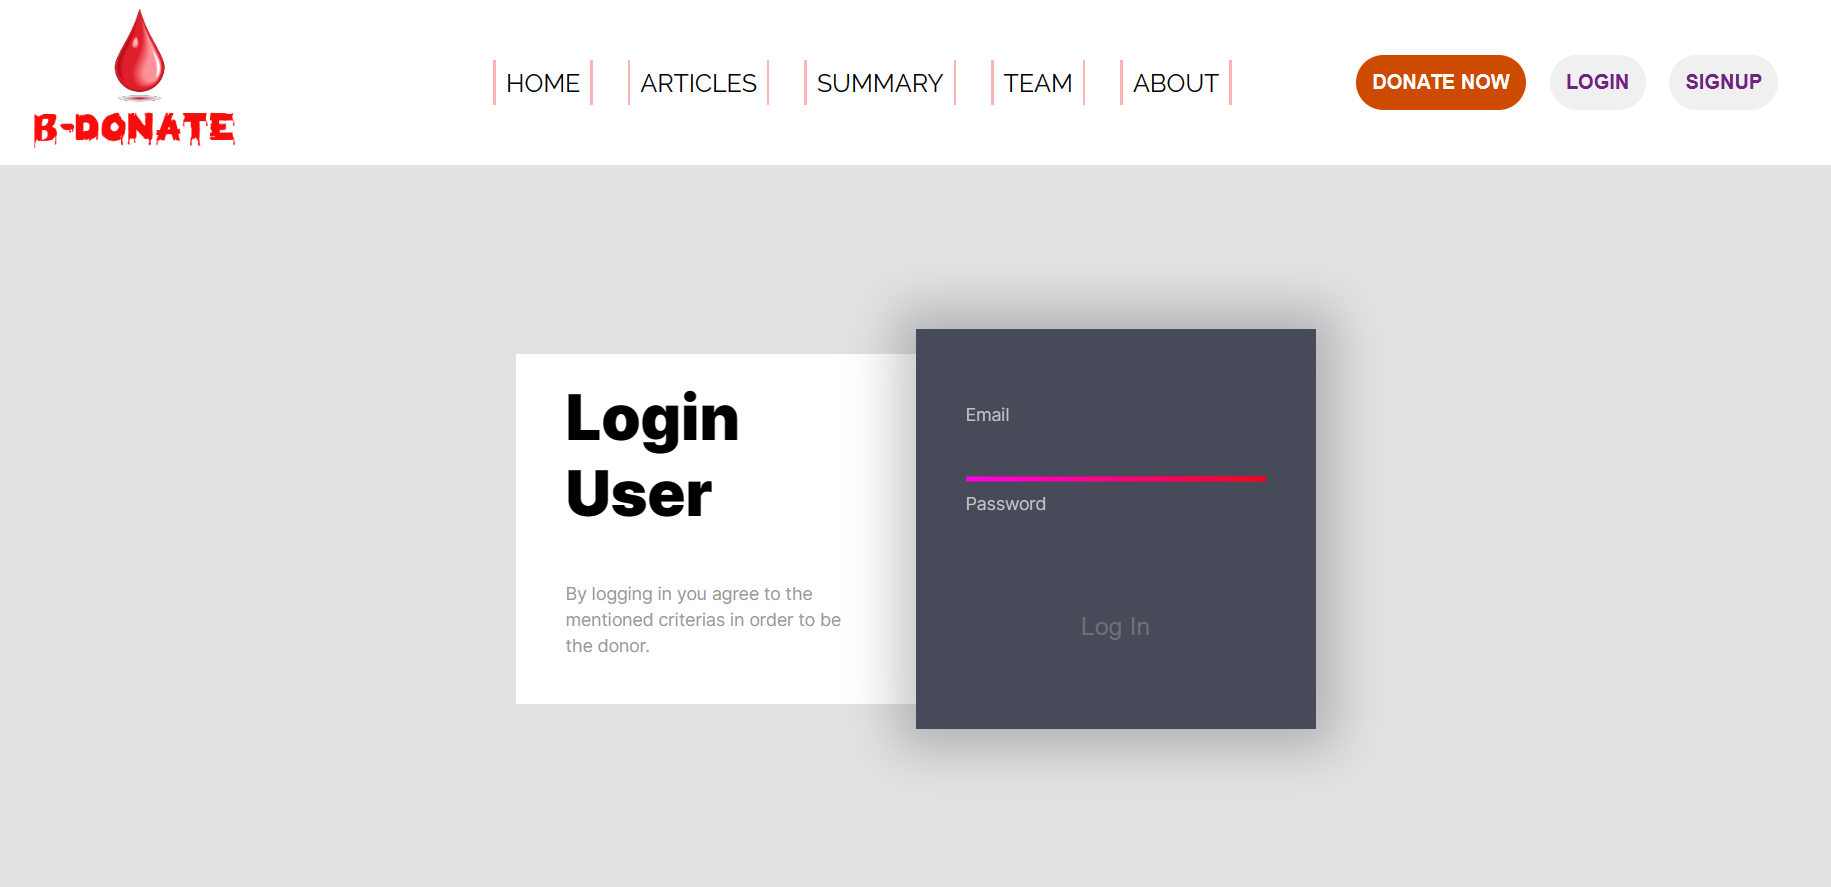 B-DONATE
HOME
ARTICLES
SUMMARY
TEAM
ABOUT
DONATE NOW
LOGIN
SIGNUP
Login
User
By logging in you agree to the
mentioned criterias in order to be
the donor.
Email
Password
Log In